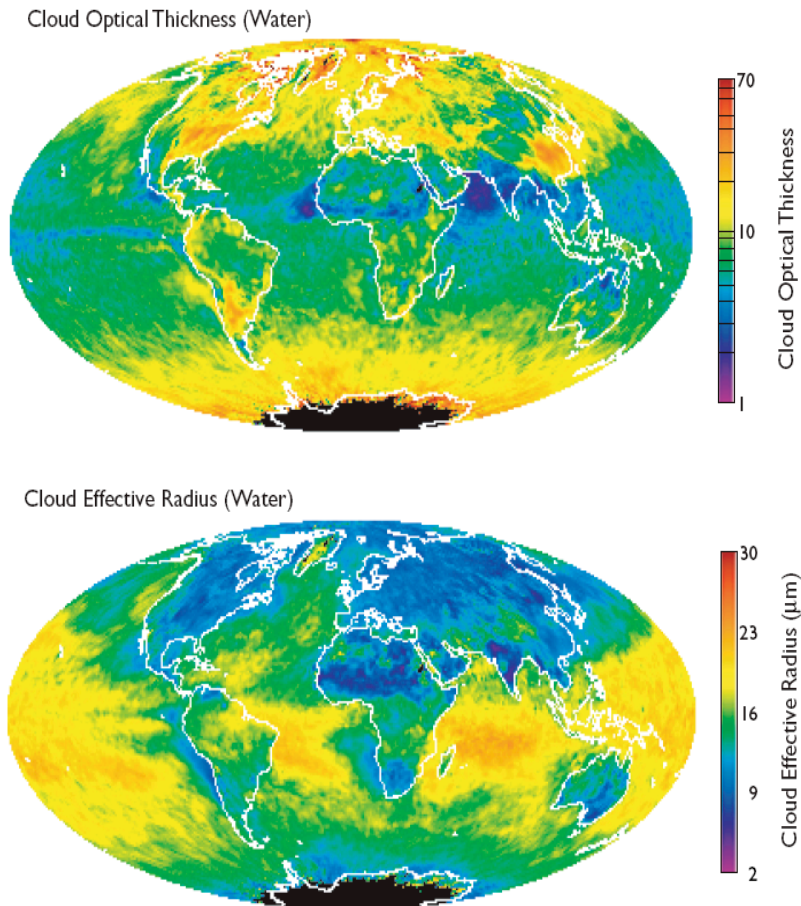 Cloud Optical Thickness (Water)
70
10
1
Cloud Optical Thickness
Cloud Effective Radius (Water)
30
23
16
9
2
Cloud Effective Radius (µm)